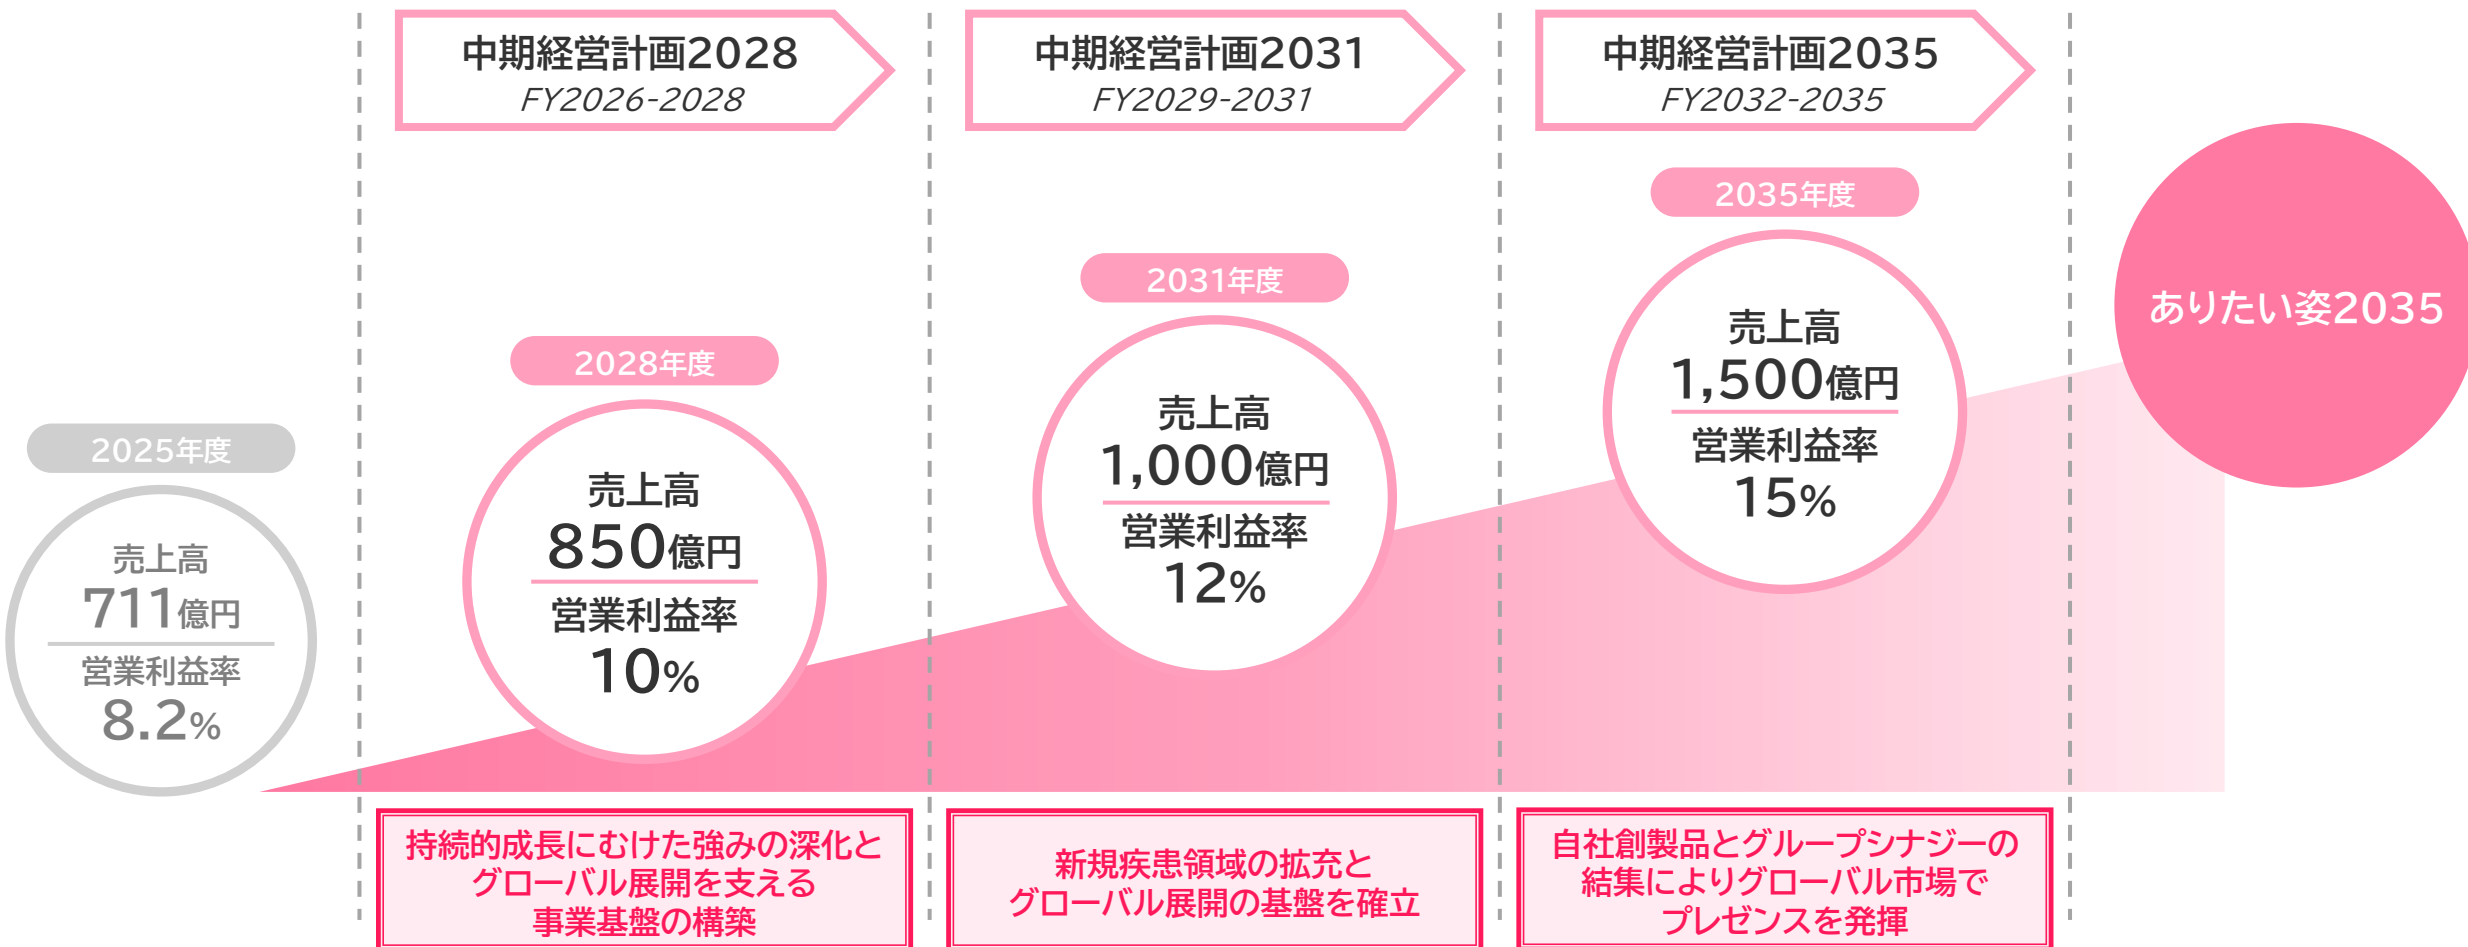 中期経営計画2028
FY2026-2028
中期経営計画2031
FY2029-2031
中期経営計画2035
FY2032-2035
2025年度
売上高
711億円
営業利益率
8.2%
2028年度
売上高
850億円
営業利益率
10%
2031年度
売上高
1,000億円
営業利益率
12%
2035年度
売上高
1,500億円
営業利益率
15%
ありたい姿2035
持続的成長にむけた強みの深化と
グローバル展開を支える
事業基盤の構築
新規疾患領域の拡充と
グローバル展開の基盤を確立
自社創製品とグループシナジーの
結集によりグローバル市場で
プレゼンスを発揮